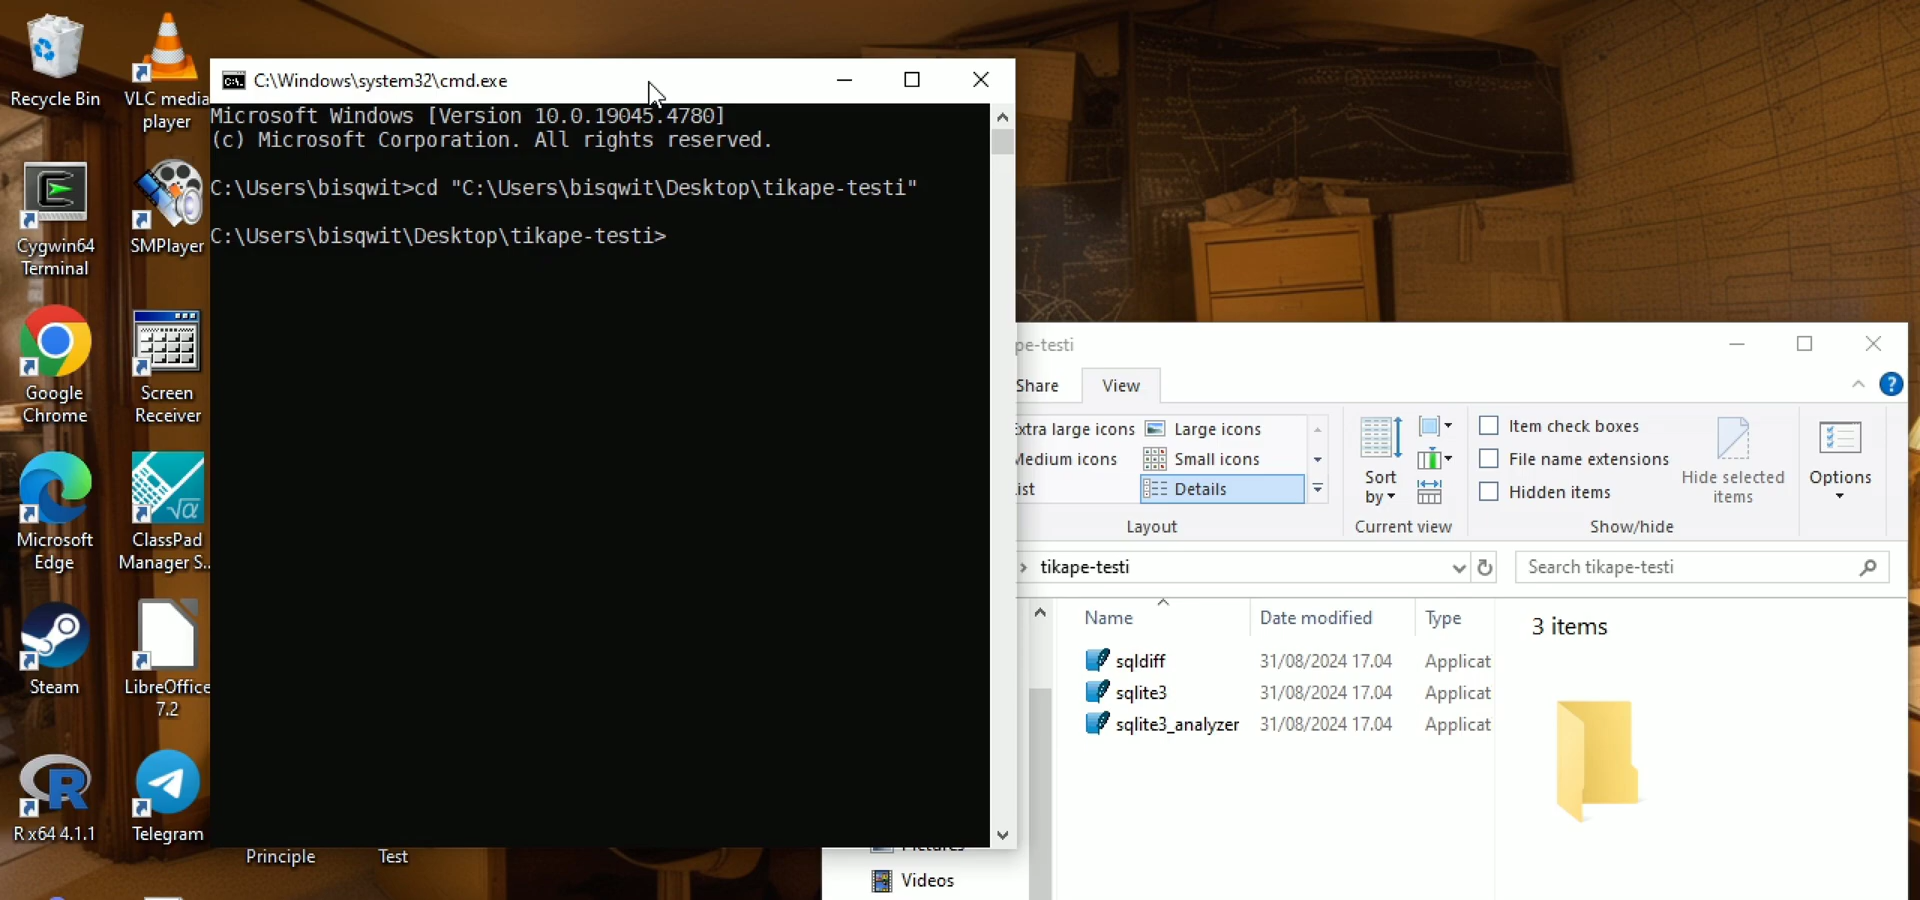 Recycle Bin
VLC media
player
Cygwin64
Terminal
SMPlayer
Google
Chrome
Screen
Receiver
Microsoft
Edge
ClassPad
Manager S..
Steam
LibreOffice
7.2
R x64 4.1.1
Telegram
Principle
Test
C:\Windows\system32\cmd.exe
Microsoft Windows [Version 10.0.19045.4780]
(c) Microsoft Corporation. All rights reserved.
C:\Users\bisqwit>cd "C:\Users\bisqwit\Desktop\tikape-testi"
C:\Users\bisqwit\Desktop\tikape-testi>
pe-testi
Share
View
Extra large icons
Large icons
Medium icons
Small icons
ist
Details
Layout
Sort
by
Current view
Item check boxes
File name extensions
Hidden items
Hide selected
items
Show/hide
Options
tikape-testi
Search tikape-testi
Name
Date modified
Type
sqldiff
31/08/2024 17.04
Applicat
sqlite3
31/08/2024 17.04
Applicat
sqlite3_analyzer
31/08/2024 17.04
Applicat
3 items
Pictures
Videos